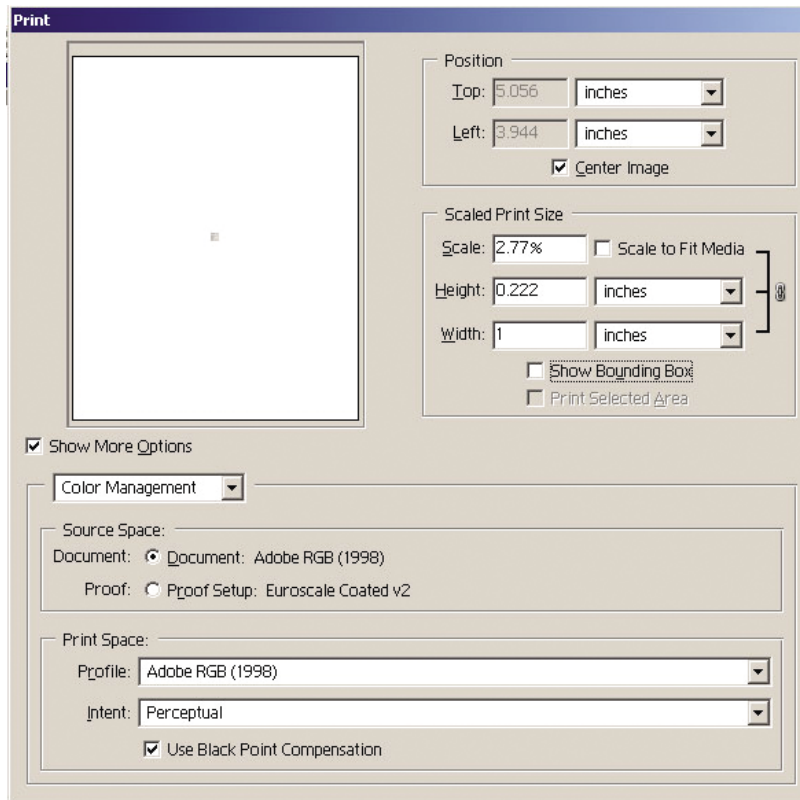 Print
Position
Top: 5.056 inches
Left: 3.944 inches
Center Image
Scaled Print Size
Scale: 2.77% Scale to Fit Media
Height: 0.222 inches
Width: 1 inches
Show Bounding Box
Print Selected Area
Show More Options
Color Management
Source Space:
Document: Document: Adobe RGB (1998)
Proof: Proof Setup: Euroscale Coated v2
Print Space:
Profile: Adobe RGB (1998)
Intent: Perceptual
Use Black Point Compensation